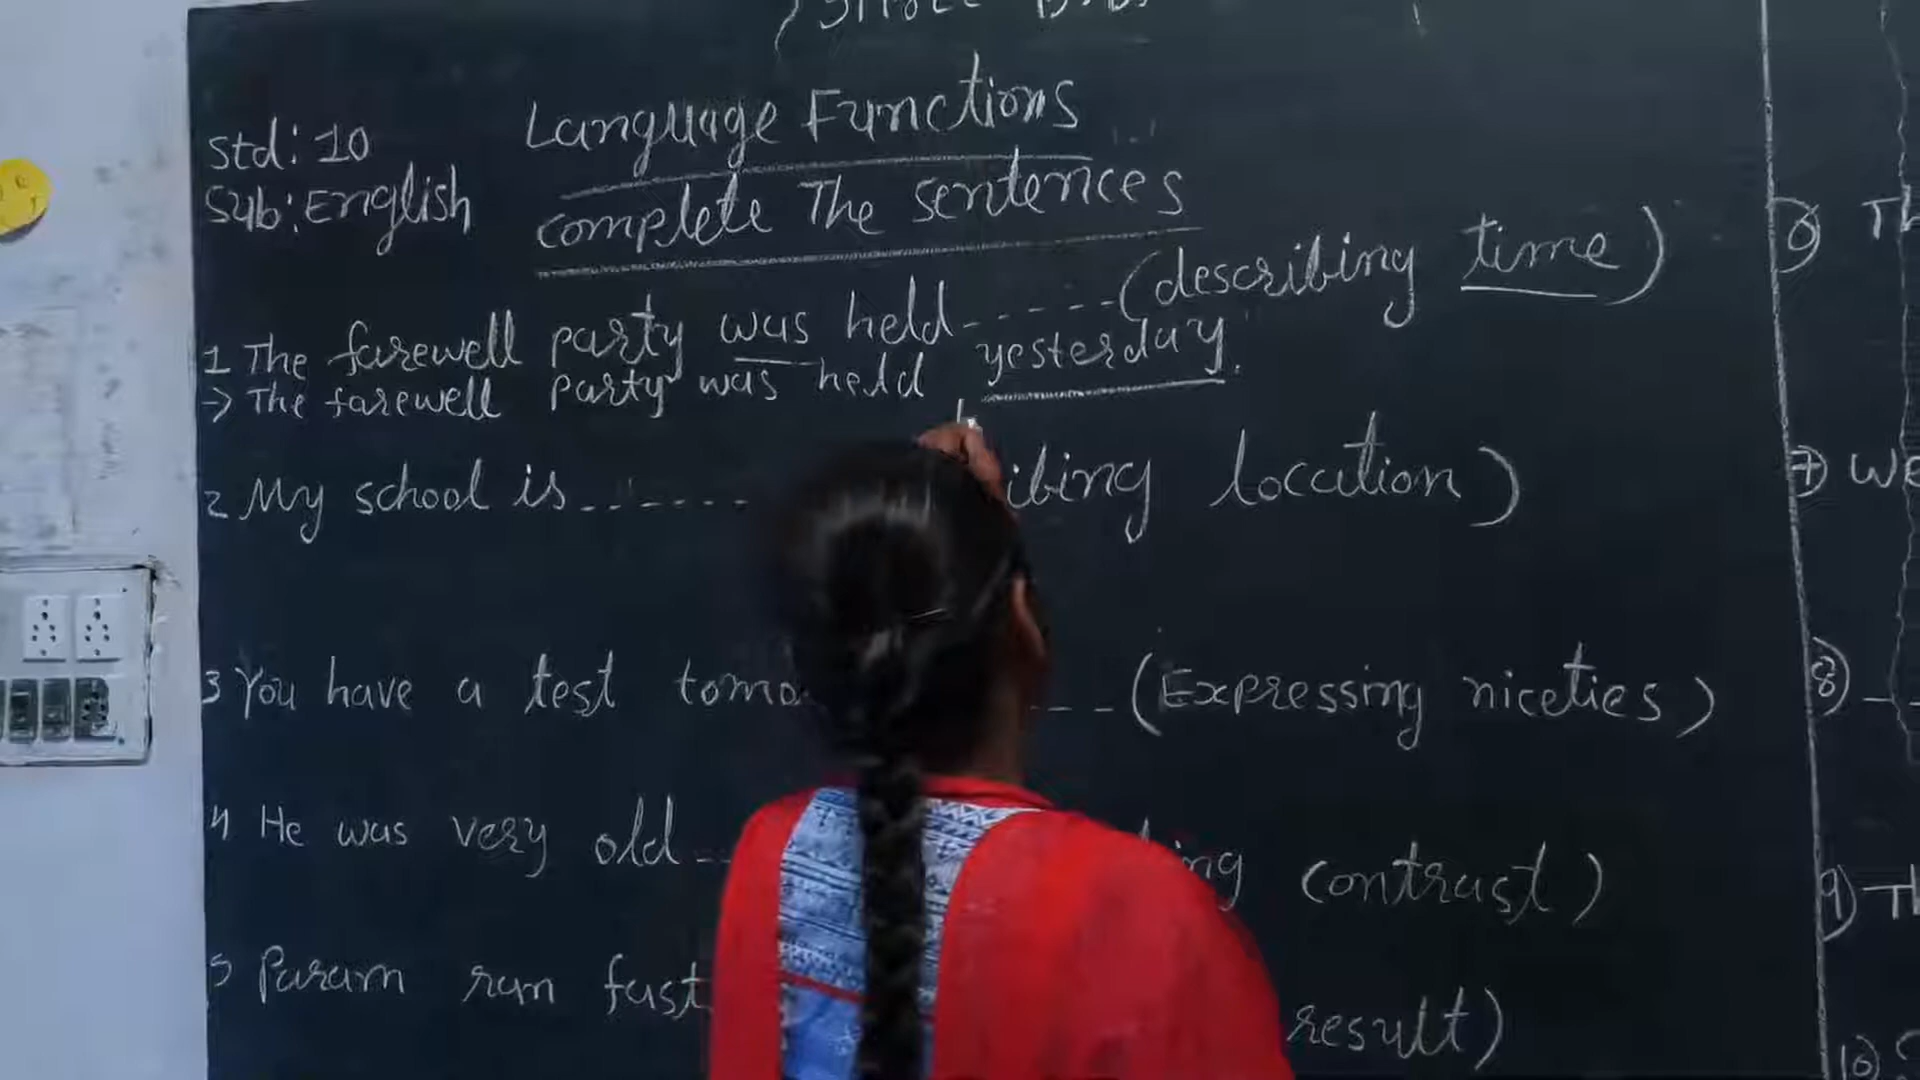 Std: 10
Sub: English
Language Functions
complete The sentences
1 The farewell party was held------(describing time)
→ The farewell party was held yesterday.
2 My school is------ibing location)
3 You have a test tomo---(Expressing niceties)
4 He was very old--ing contrast)
5 Param run fast result)
6) Th
7) We
8) --
9) Th
10)